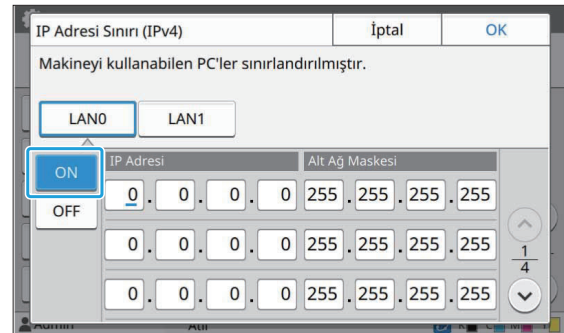 IP Adresi Sınırı (IPv4) İptal OK
Makineyi kullanabilen PC'ler sınırlandırılmıştır.
LAN0 LAN1
ON
OFF
IP Adresi Alt Ağ Maskesi
0 . 0 . 0 . 0 255 . 255 . 255 . 255
0 . 0 . 0 . 0 255 . 255 . 255 . 255
0 . 0 . 0 . 0 255 . 255 . 255 . 255
1
4
Admin Atıl